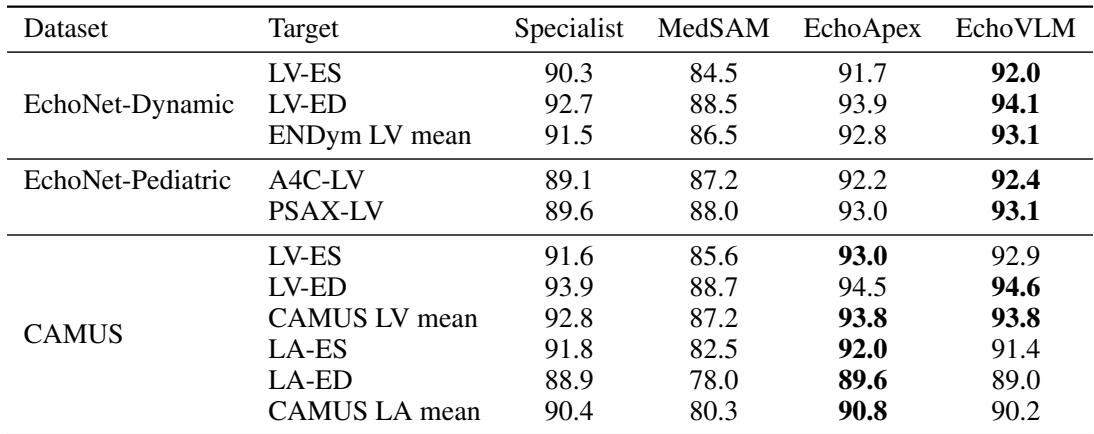 Dataset Target Specialist MedSAM EchoApex EchoVLM
LV-ES 90.3 84.5 91.7 92.0
EchoNet-Dynamic LV-ED 92.7 88.5 93.9 94.1
ENDym LV mean 91.5 86.5 92.8 93.1
EchoNet-Pediatric A4C-LV 89.1 87.2 92.2 92.4
PSAX-LV 89.6 88.0 93.0 93.1
LV-ES 91.6 85.6 93.0 92.9
LV-ED 93.9 88.7 94.5 94.6
CAMUS LV mean 92.8 87.2 93.8 93.8
CAMUS
LA-ES 91.8 82.5 92.0 91.4
LA-ED 88.9 78.0 89.6 89.0
CAMUS LA mean 90.4 80.3 90.8 90.2